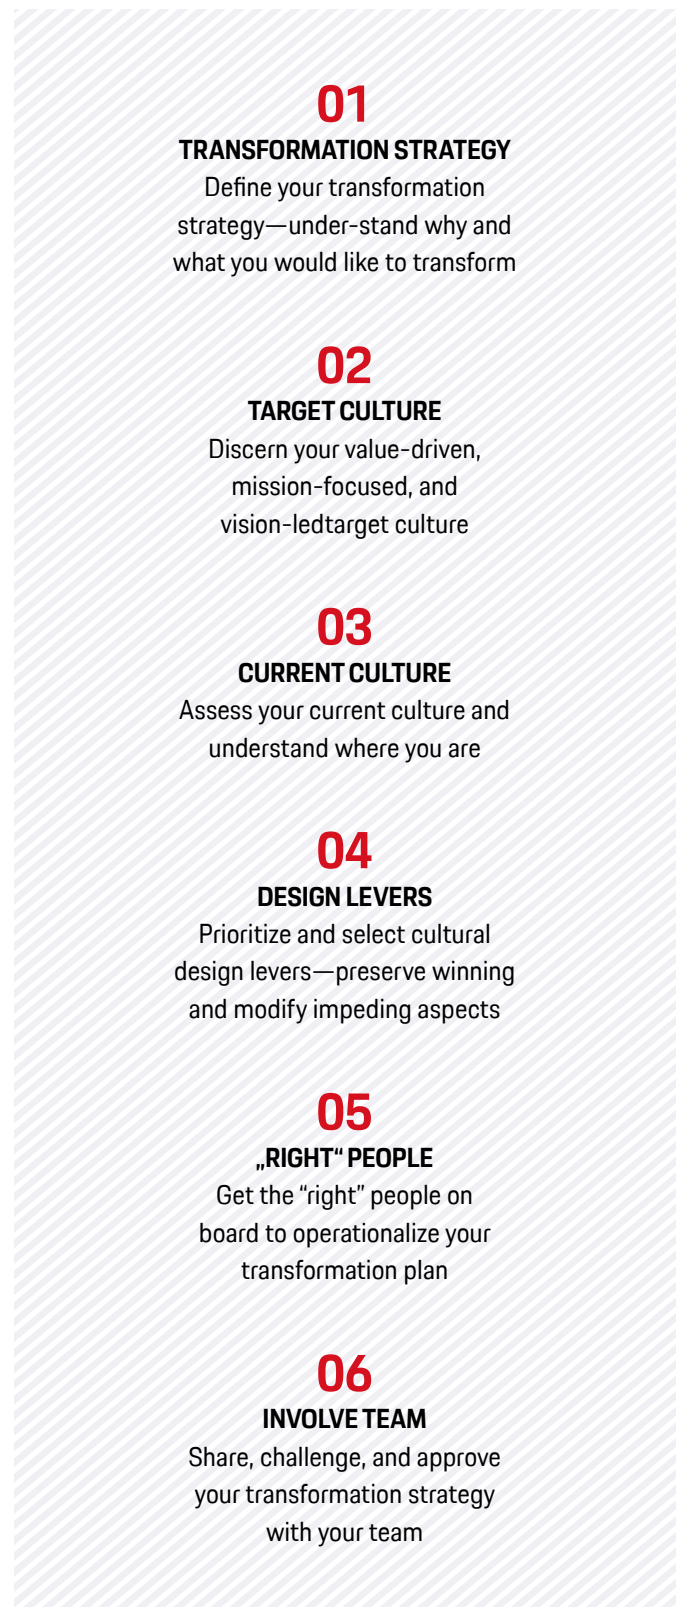 01
TRANSFORMATION STRATEGY
Define your transformation
strategy—under-stand why and
what you would like to transform
02
TARGET CULTURE
Discern your value-driven,
mission-focused, and
vision-ledtarget culture
03
CURRENT CULTURE
Assess your current culture and
understand where you are
04
DESIGN LEVERS
Prioritize and select cultural
design levers—preserve winning
and modify impeding aspects
05
„RIGHT“ PEOPLE
Get the “right” people on
board to operationalize your
transformation plan
06
INVOLVE TEAM
Share, challenge, and approve
your transformation strategy
with your team